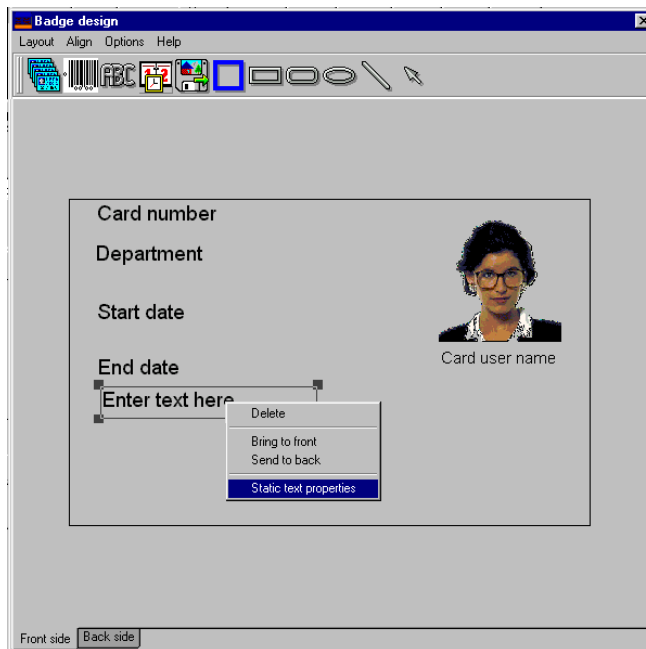 Badge design
Layout Align Options Help
ABC
Card number
Department
Start date
End date
Enter text here
Card user name
Delete
Bring to front
Send to back
Static text properties
Front side Back side